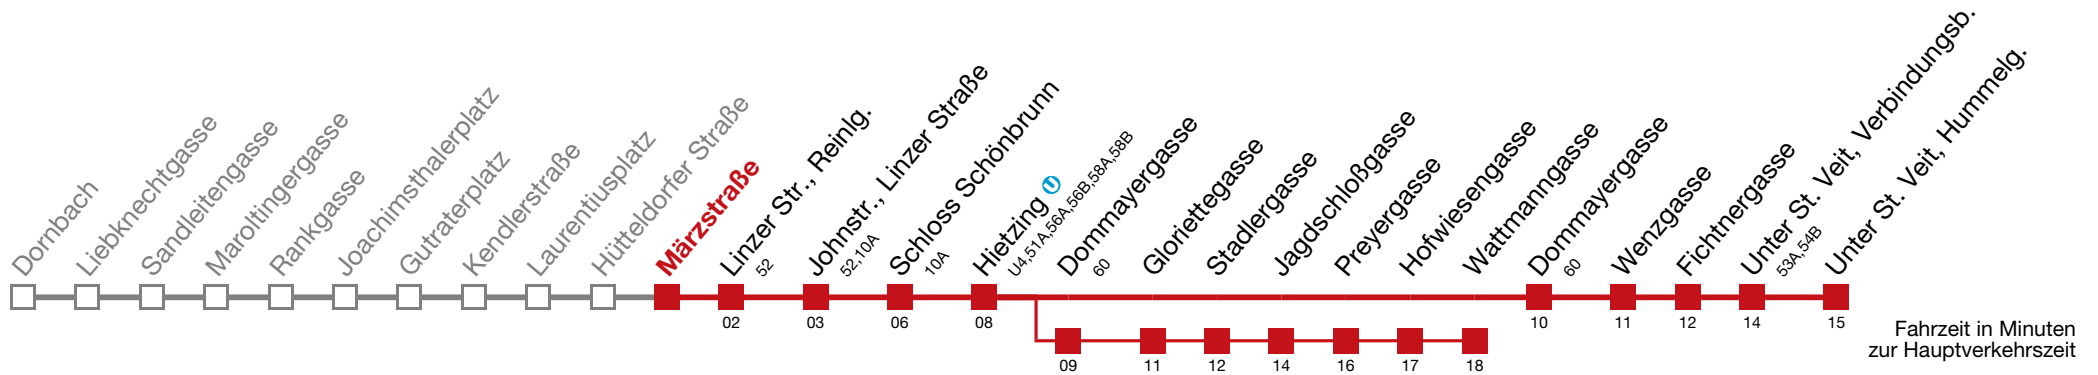 Dornbach
Liebknechtgasse
Sandleitengasse
Maroltingergasse
Rankgasse
Joachimsthalerplatz
Gutraterplatz
Kendlerstraße
Laurentiusplatz
Hütteldorfer Straße
Märzstraße
Linzer Str., Reinlg.
52
Johnstr., Linzer Straße
52,10A
Schloss Schönbrunn
10A
Hietzing U
U4,51A,56A,56B,58A,58B
Dommayergasse
60
Gloriettegasse
Stadlergasse
Jagdschloßgasse
Preyergasse
Hofwiesengasse
Wattmanngasse
Dommayergasse
60
Wenzgasse
Fichtnergasse
Unter St. Veit, Verbindungsb.
53A,54B
Unter St. Veit, Hummelg.
02 03 06 08 10 11 12 14 15
09 11 12 14 16 17 18
Fahrzeit in Minuten
zur Hauptverkehrszeit